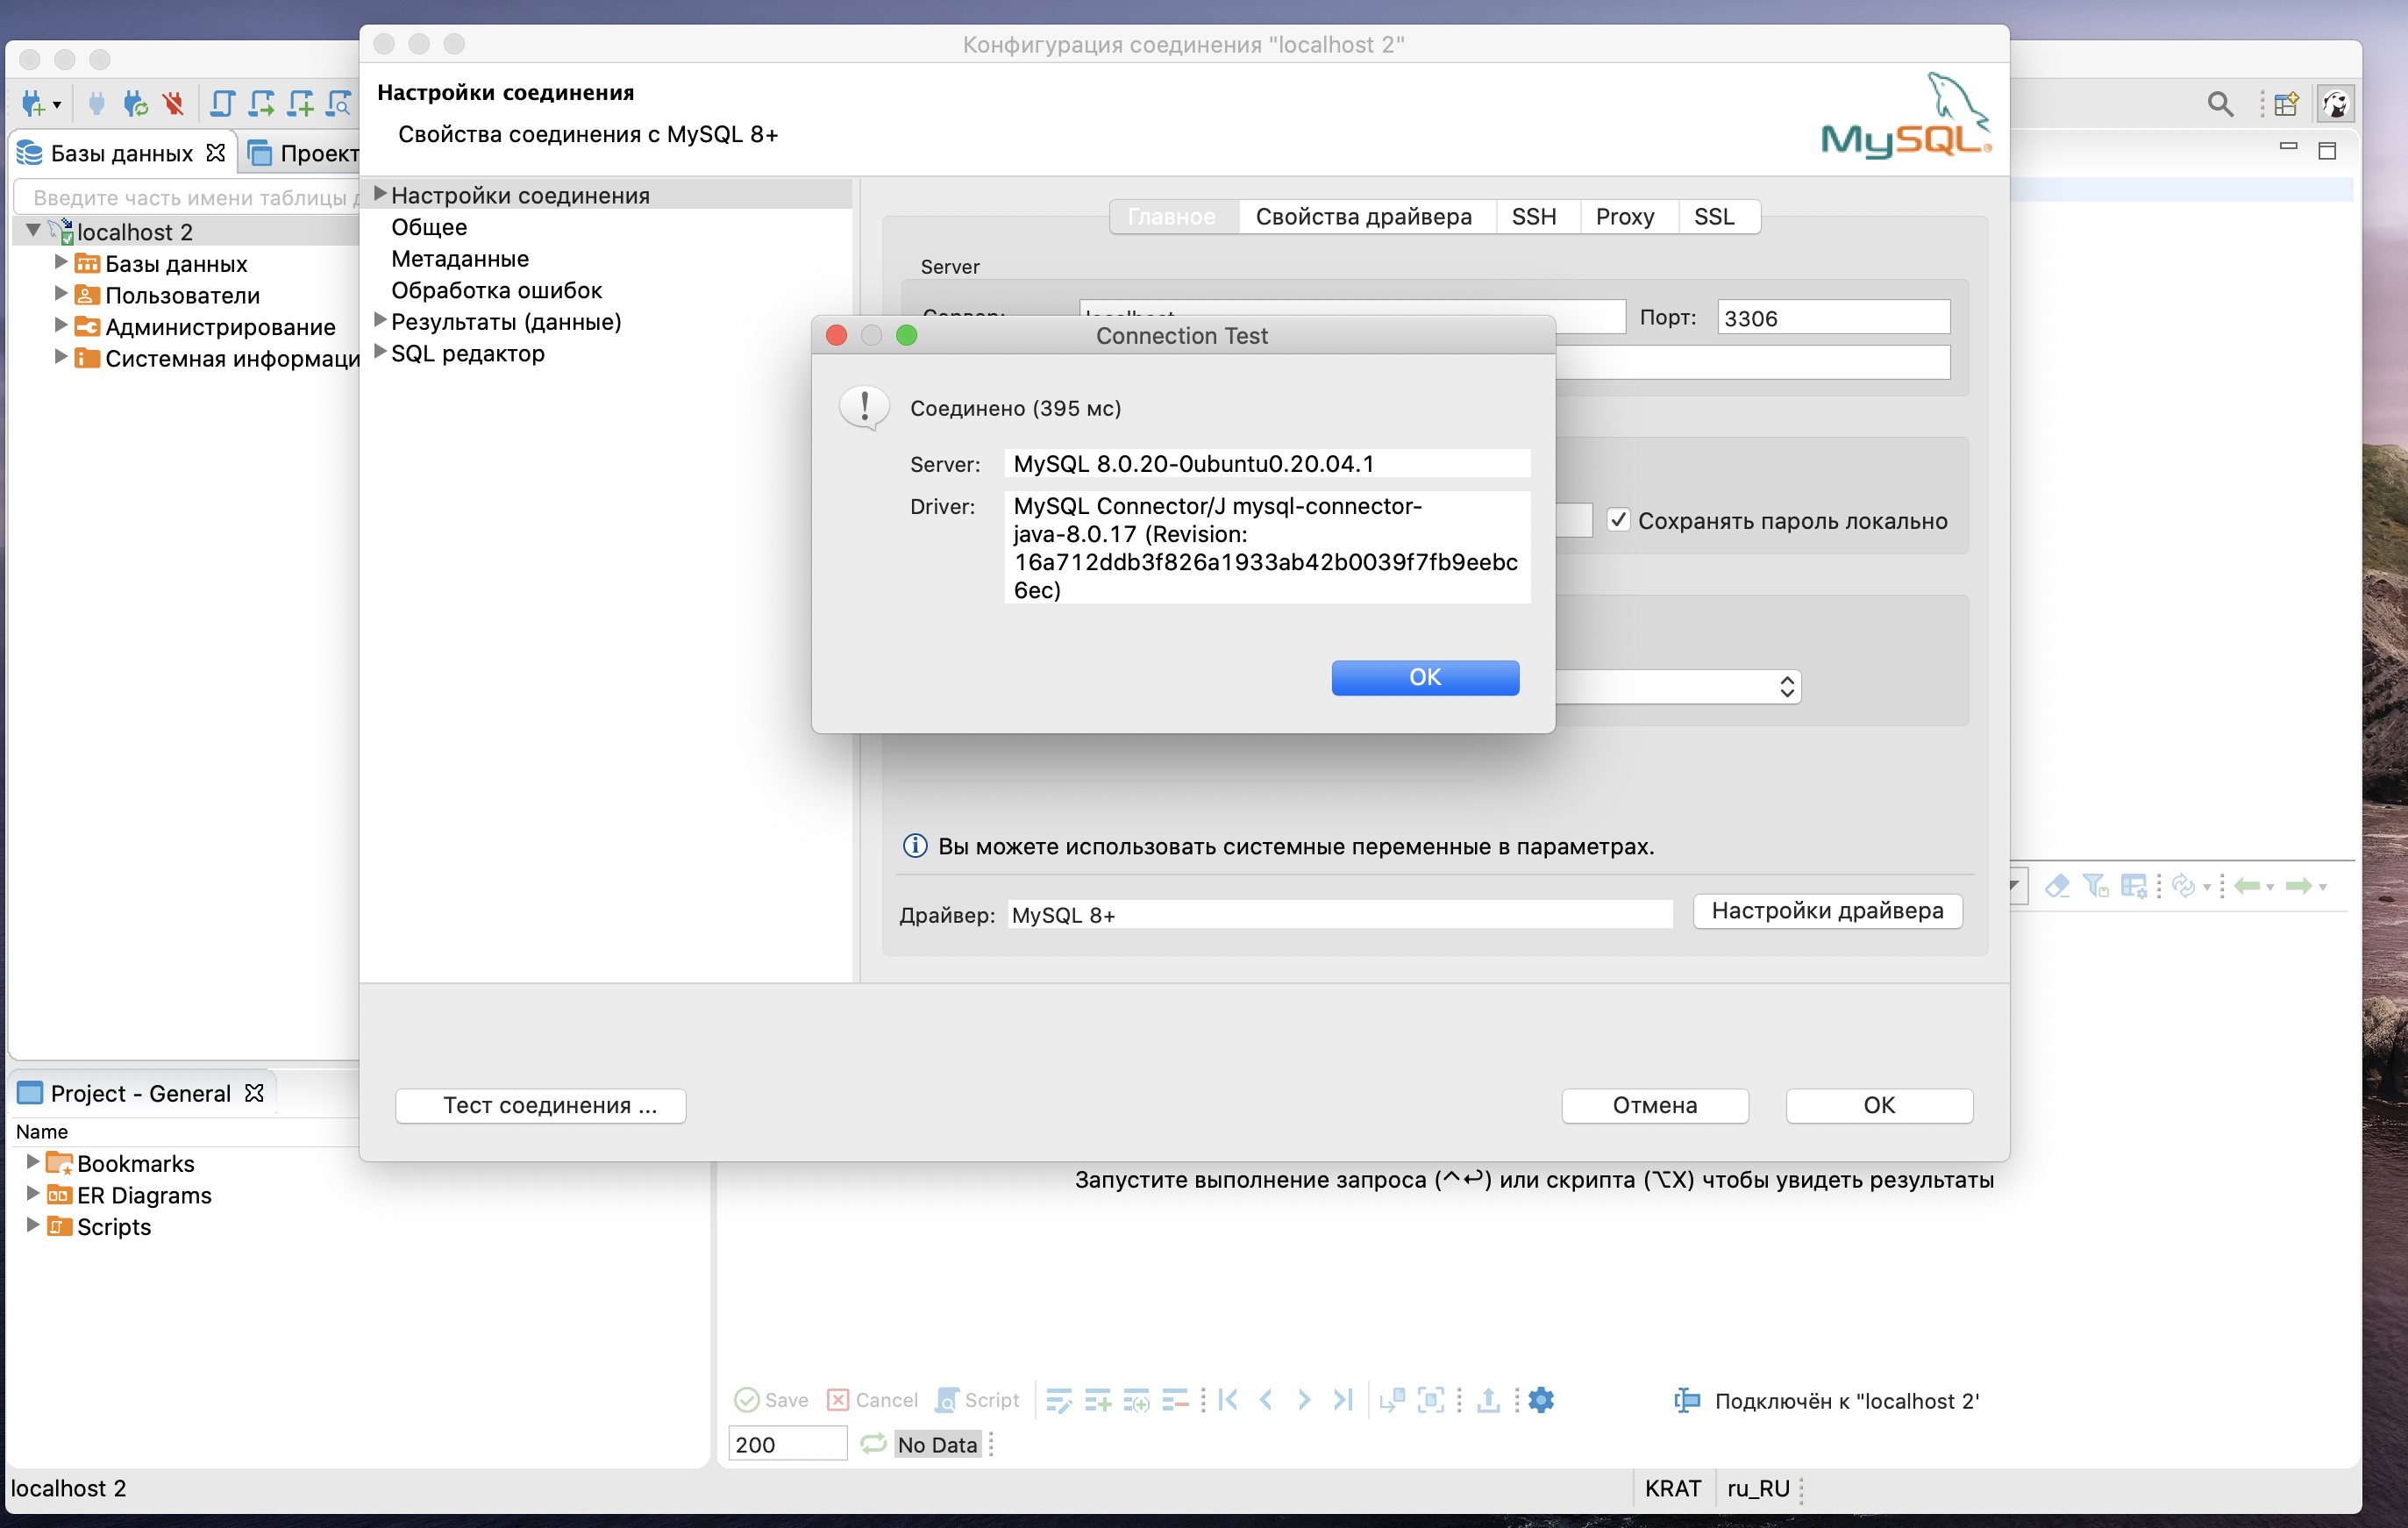 Конфигурация соединения "localhost 2"
Настройки соединения
Свойства соединения с MySQL 8+
MySQL
Базы данных
Проект
Введите часть имени таблицы
localhost 2
Базы данных
Пользователи
Администрирование
Системная информаци
Настройки соединения
Общее
Метаданные
Обработка ошибок
Результаты (данные)
SQL редактор
Главное
Свойства драйвера
SSH
Proxy
SSL
Server
Сервер:
localhost
Порт:
3306
Connection Test
Соединено (395 мс)
Server:
MySQL 8.0.20-0ubuntu0.20.04.1
Driver:
MySQL Connector/J mysql-connector-
java-8.0.17 (Revision:
16a712ddb3f826a1933ab42b0039f7fb9eebc
6ec)
OK
Сохранять пароль локально
Вы можете использовать системные переменные в параметрах.
Драйвер:
MySQL 8+
Настройки драйвера
Тест соединения ...
Отмена
OK
Project - General
Name
Bookmarks
ER Diagrams
Scripts
Запустите выполнение запроса (^↩) или скрипта (⌥X) чтобы увидеть результаты
Save
Cancel
Script
Подключён к "localhost 2'
200
No Data
localhost 2
KRAT
ru_RU